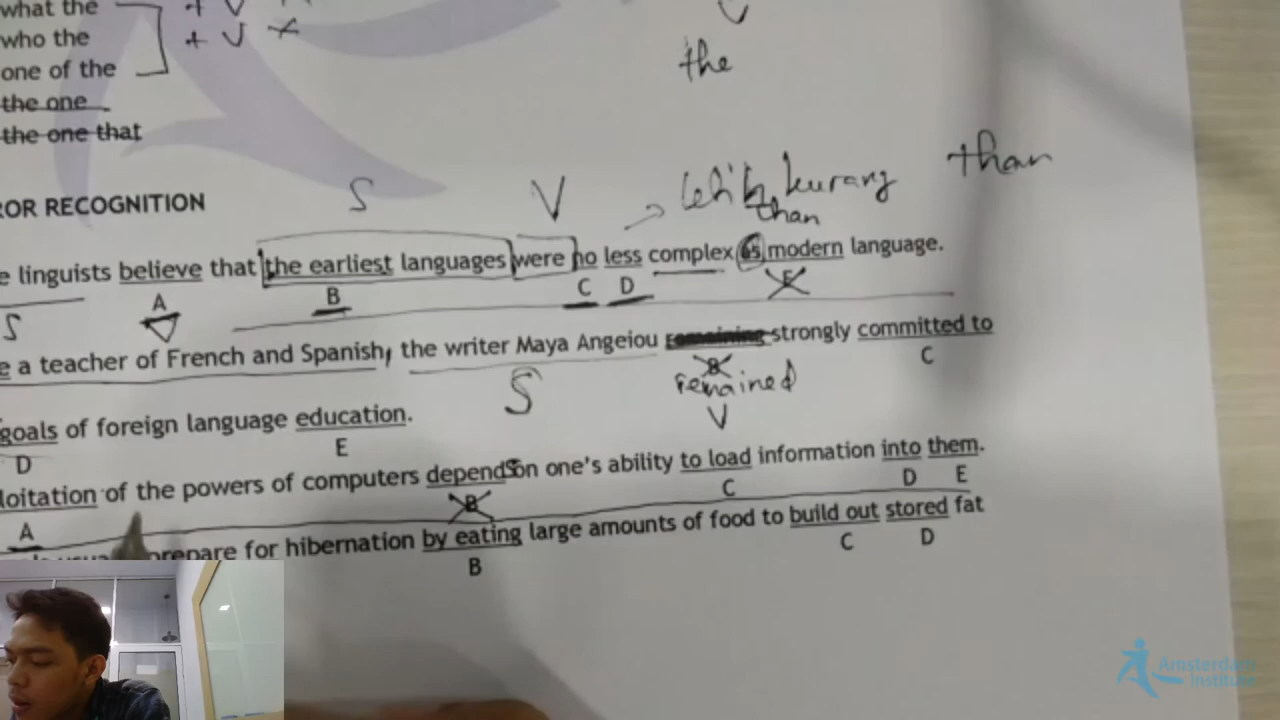 what the + V
who the + V
one of the
the one
the one that
the
ROR RECOGNITION
S V lebih kurang than
than
e linguists believe that the earliest languages were no less complex as modern language.
S A B C D E
e a teacher of French and Spanish, the writer Maya Angeiou remaining strongly committed to
S B C
remained
V
goals of foreign language education.
D E
loitation of the powers of computers depends on one's ability to load information into them.
A B C D E
prepare for hibernation by eating large amounts of food to build out stored fat
B C D
Amsterdam
Institute